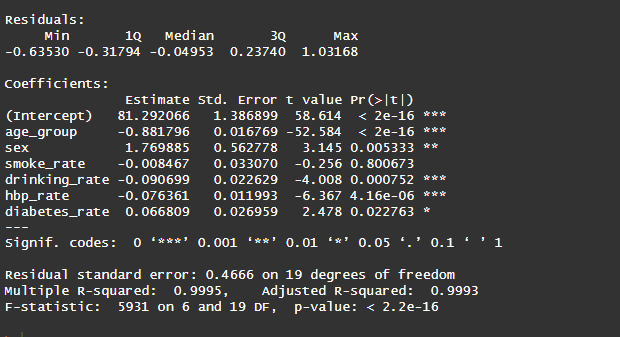 Residuals:
     Min       1Q   Median       3Q      Max
-0.63530 -0.31794 -0.04953  0.23740  1.03168
Coefficients:
               Estimate Std. Error t value Pr(>|t|)
(Intercept)   81.292066   1.386899  58.614  < 2e-16 ***
age_group     -0.881796   0.016769 -52.584  < 2e-16 ***
sex            1.769885   0.562778   3.145 0.005333 **
smoke_rate    -0.008467   0.033070  -0.256 0.800673
drinking_rate -0.090699   0.022629  -4.008 0.000752 ***
hbp_rate      -0.076361   0.011993  -6.367 4.16e-06 ***
diabetes_rate  0.066809   0.026959   2.478 0.022763 *
---
Signif. codes:  0 ‘***’ 0.001 ‘**’ 0.01 ‘*’ 0.05 ‘.’ 0.1 ‘ ’ 1
Residual standard error: 0.4666 on 19 degrees of freedom
Multiple R-squared:  0.9995,    Adjusted R-squared:  0.9993
F-statistic:  5931 on 6 and 19 DF,  p-value: < 2.2e-16